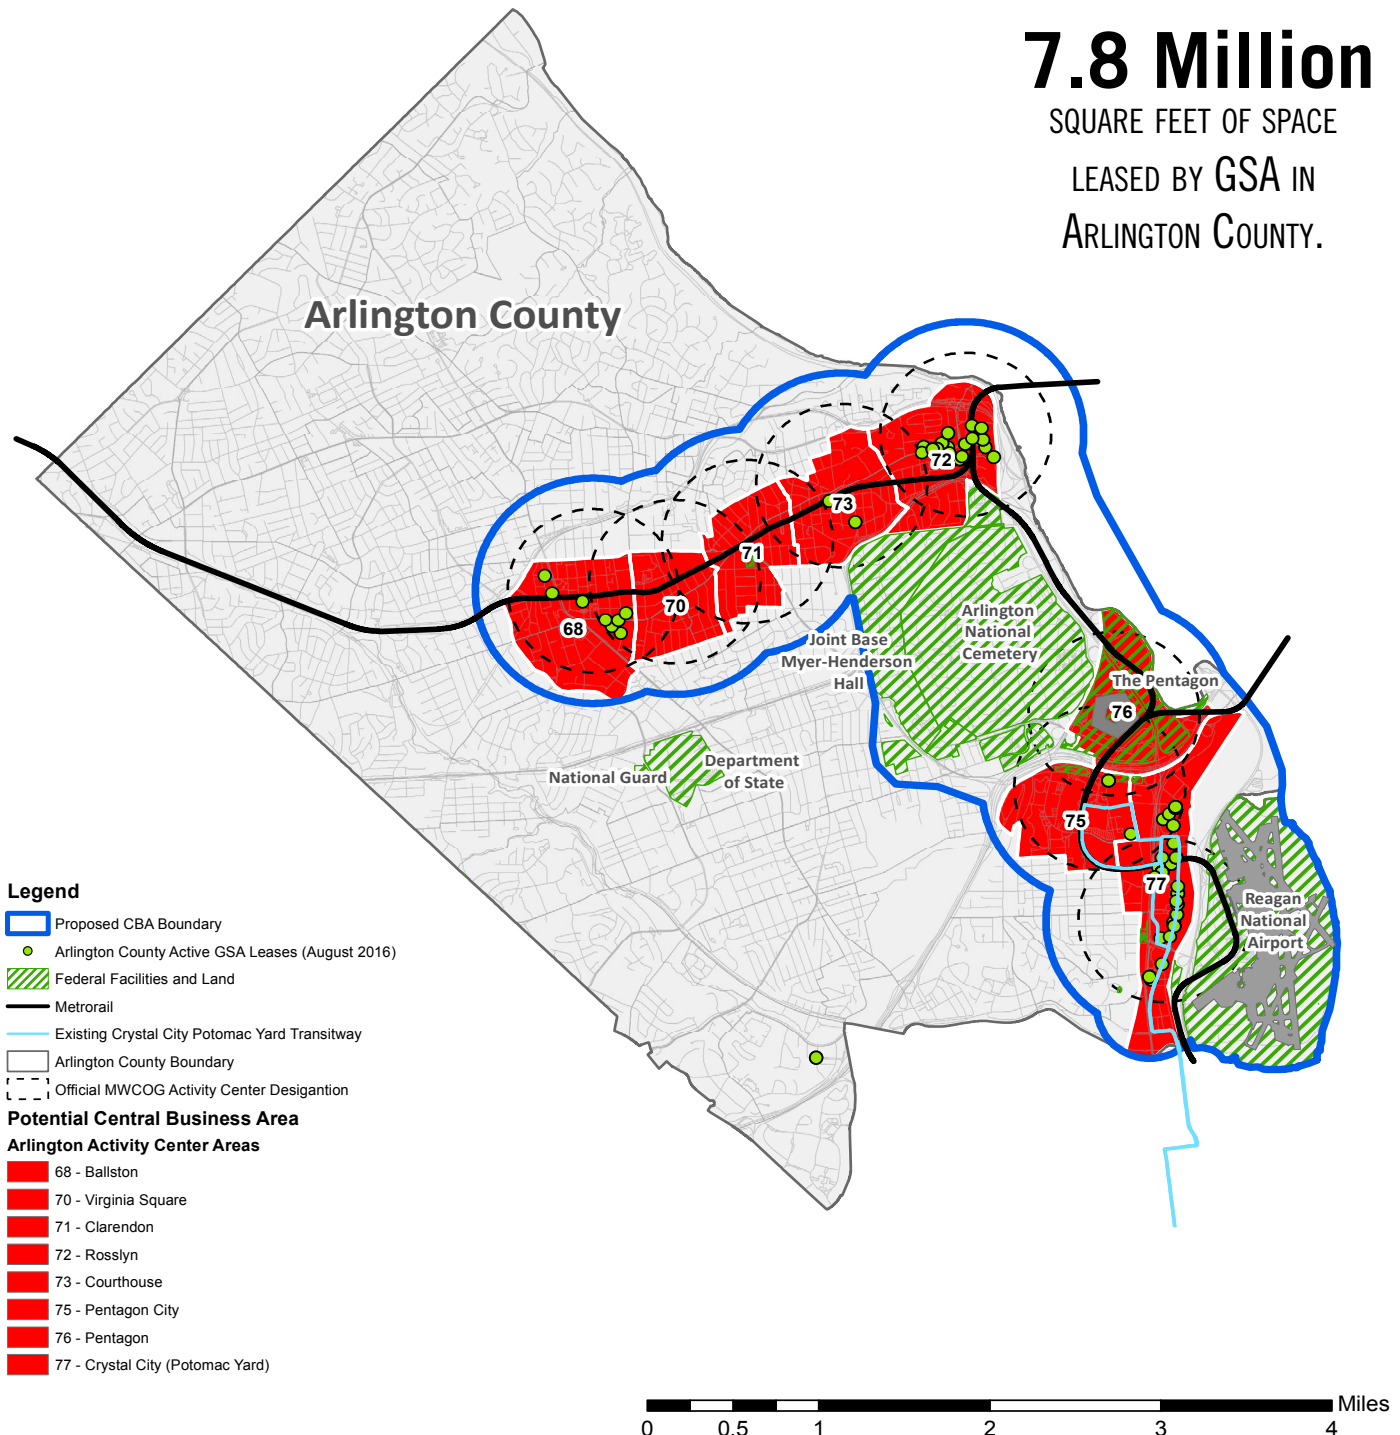 7.8 Million
SQUARE FEET OF SPACE
LEASED BY GSA IN
ARLINGTON COUNTY.
Arlington County
72
73
71
70
68
Arlington
National
Cemetery
Joint Base
Myer-Henderson
Hall
The Pentagon
76
National Guard
Department
of State
75
77
Reagan
National
Airport
Legend
Proposed CBA Boundary
Arlington County Active GSA Leases (August 2016)
Federal Facilities and Land
Metrorail
Existing Crystal City Potomac Yard Transitway
Arlington County Boundary
Official MWCOG Activity Center Desigantion
Potential Central Business Area
Arlington Activity Center Areas
68 - Ballston
70 - Virginia Square
71 - Clarendon
72 - Rosslyn
73 - Courthouse
75 - Pentagon City
76 - Pentagon
77 - Crystal City (Potomac Yard)
Miles
0 0.5 1 2 3 4